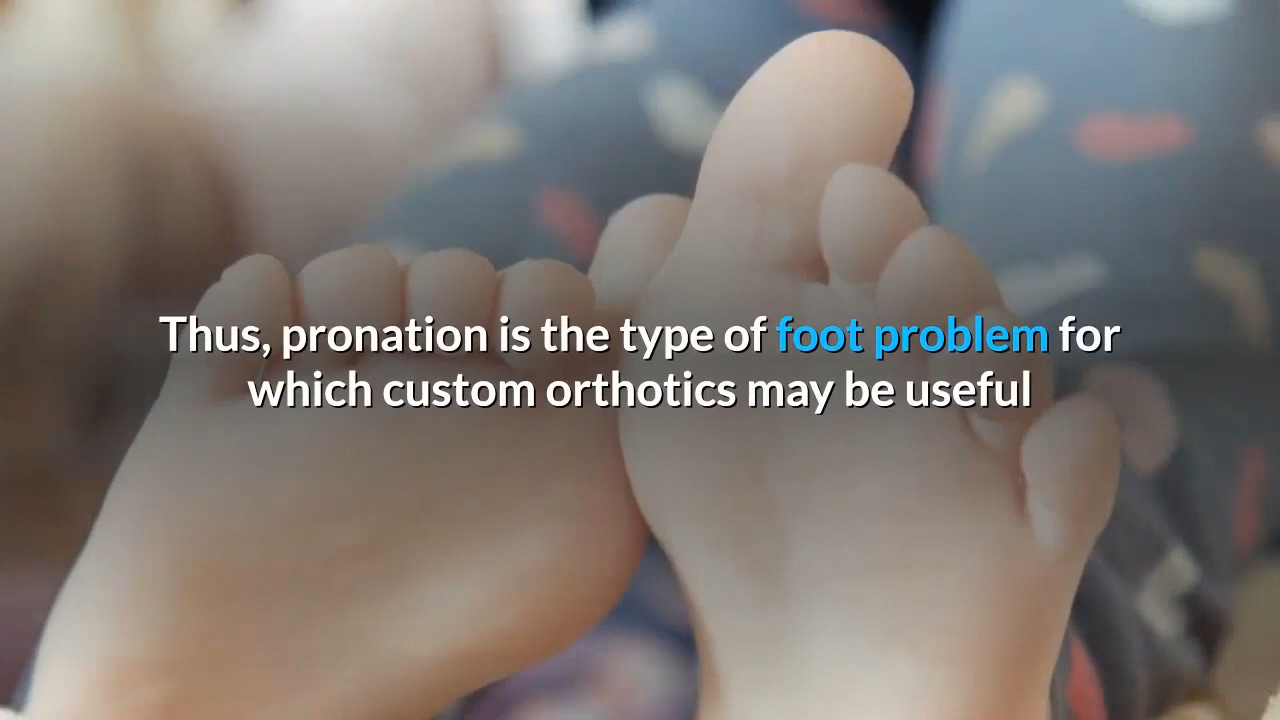 Thus, pronation is the type of foot problem for
which custom orthotics may be useful